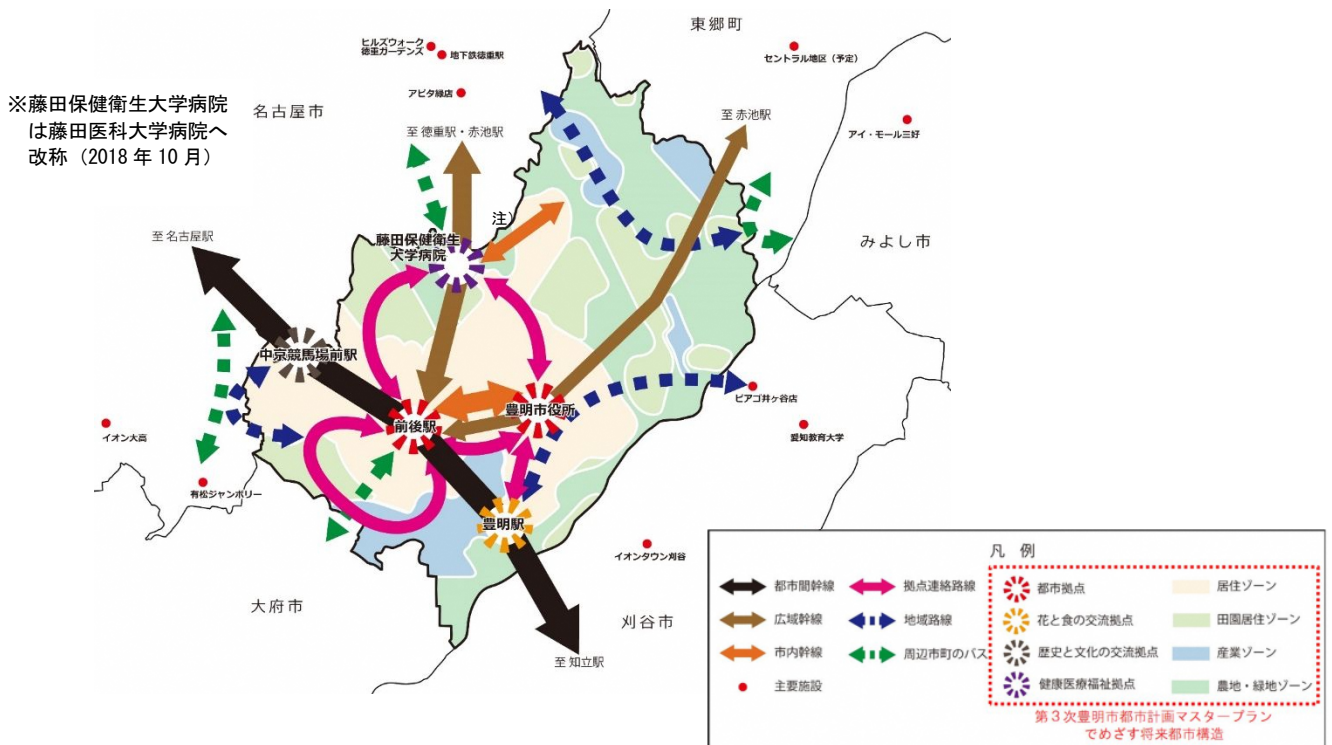 東郷町
ヒルズウォーク
徳重ガーデンズ
地下鉄徳重駅
セントラル地区（予定）
アピタ緑店
※藤田保健衛生大学病院
は藤田医科大学病院へ
改称（2018年10月）
名古屋市
至 徳重駅・赤池駅
至 赤池駅
アイ・モール三好
注）
至 名古屋駅
藤田保健衛生
大学病院
みよし市
中京競馬場前駅
ピアゴ井ヶ谷店
豊明市役所
イオン大高
前後駅
愛知教育大学
有松ジャンボリー
豊明駅
イオンタウン刈谷
大府市
刈谷市
至 知立駅
凡 例
都市間幹線
拠点連絡路線
都市拠点
居住ゾーン
広域幹線
地域路線
花と食の交流拠点
田園居住ゾーン
市内幹線
周辺市町のバス
歴史と文化の交流拠点
産業ゾーン
主要施設
健康医療福祉拠点
農地・緑地ゾーン
第3次豊明市都市計画マスタープラン
でめざす将来都市構造